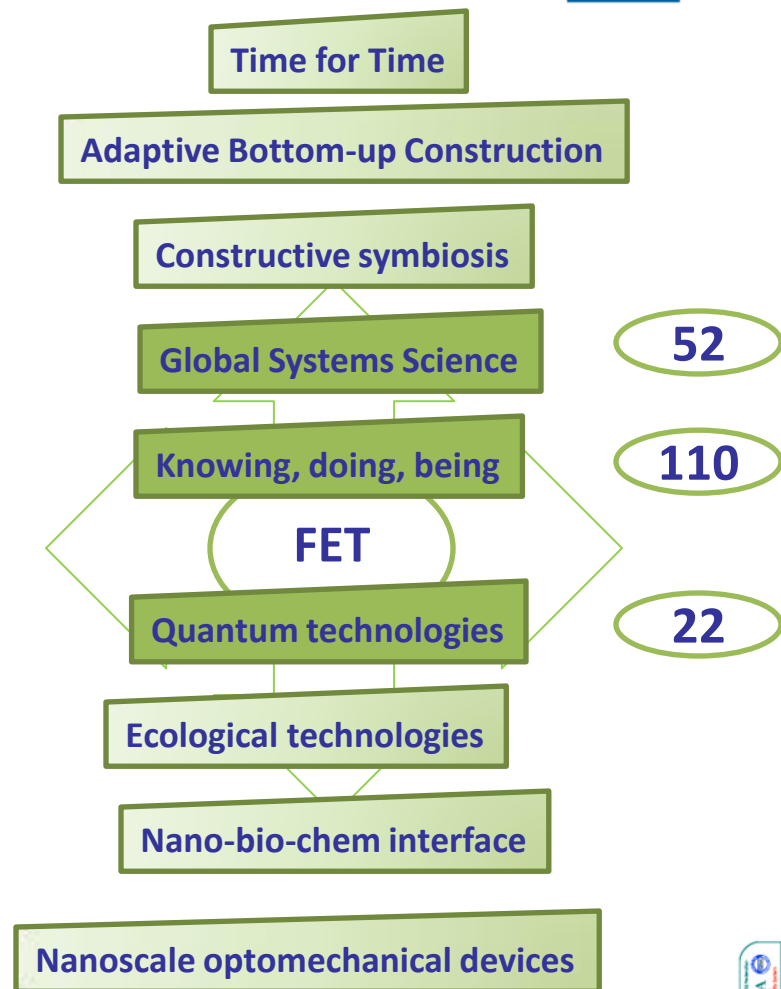 Time for Time
Adaptive Bottom-up Construction
Constructive symbiosis
Global Systems Science
52
Knowing, doing, being
110
FET
Quantum technologies
22
Ecological technologies
Nano-bio-chem interface
Nanoscale optomechanical devices